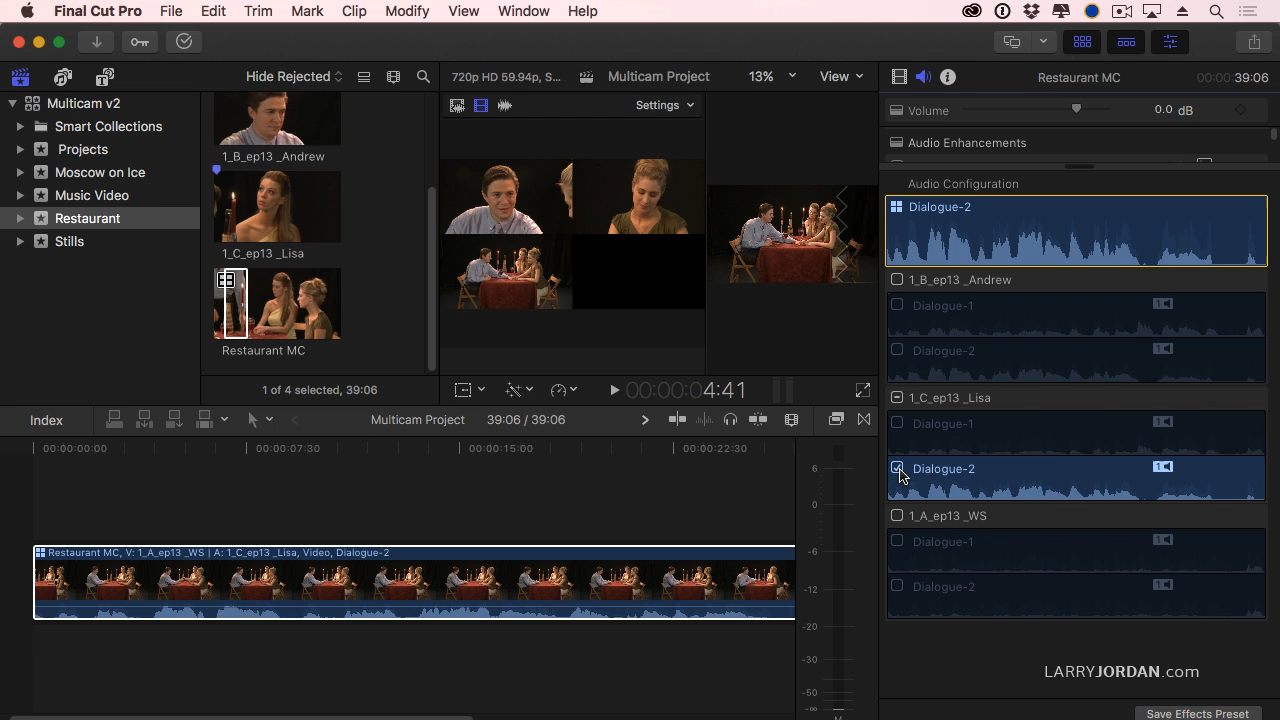 Final Cut Pro File Edit Trim Mark Clip Modify View Window Help
Hide Rejected
720p HD 59.94p, S... Multicam Project 13% View
Restaurant MC 00:00:39:06
Multicam v2
Smart Collections
Projects
Moscow on Ice
Music Video
Restaurant
Stills
1_B_ep13 _Andrew
1_C_ep13 _Lisa
Restaurant MC
1 of 4 selected, 39:06
Settings
00:00:04:41
Volume 0.0 dB
Audio Enhancements
Audio Configuration
Dialogue-2
1_B_ep13 _Andrew
Dialogue-1 1
Dialogue-2 1
1_C_ep13 _Lisa
Dialogue-1 1
Dialogue-2 1
1_A_ep13 _WS
Dialogue-1 1
Dialogue-2 1
Index
Multicam Project 39:06 / 39:06
00:00:00:00 00:00:07:30 00:00:15:00 00:00:22:30
Restaurant MC, V: 1_A_ep13 _WS | A: 1_C_ep13 _Lisa, Video, Dialogue-2
6
0
-6
-12
-20
-30
-50
-∞
M
LARRYJORDAN.com
Save Effects Preset